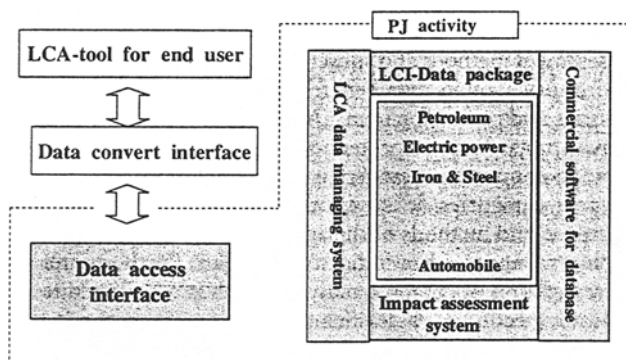 PJ activity
LCA-tool for end user
Data convert interface
Data access
interface
LCA data managing system
LCI-Data package
Petroleum
Electric power
Iron & Steel
Automobile
Impact assessment
system
Commercial software for database